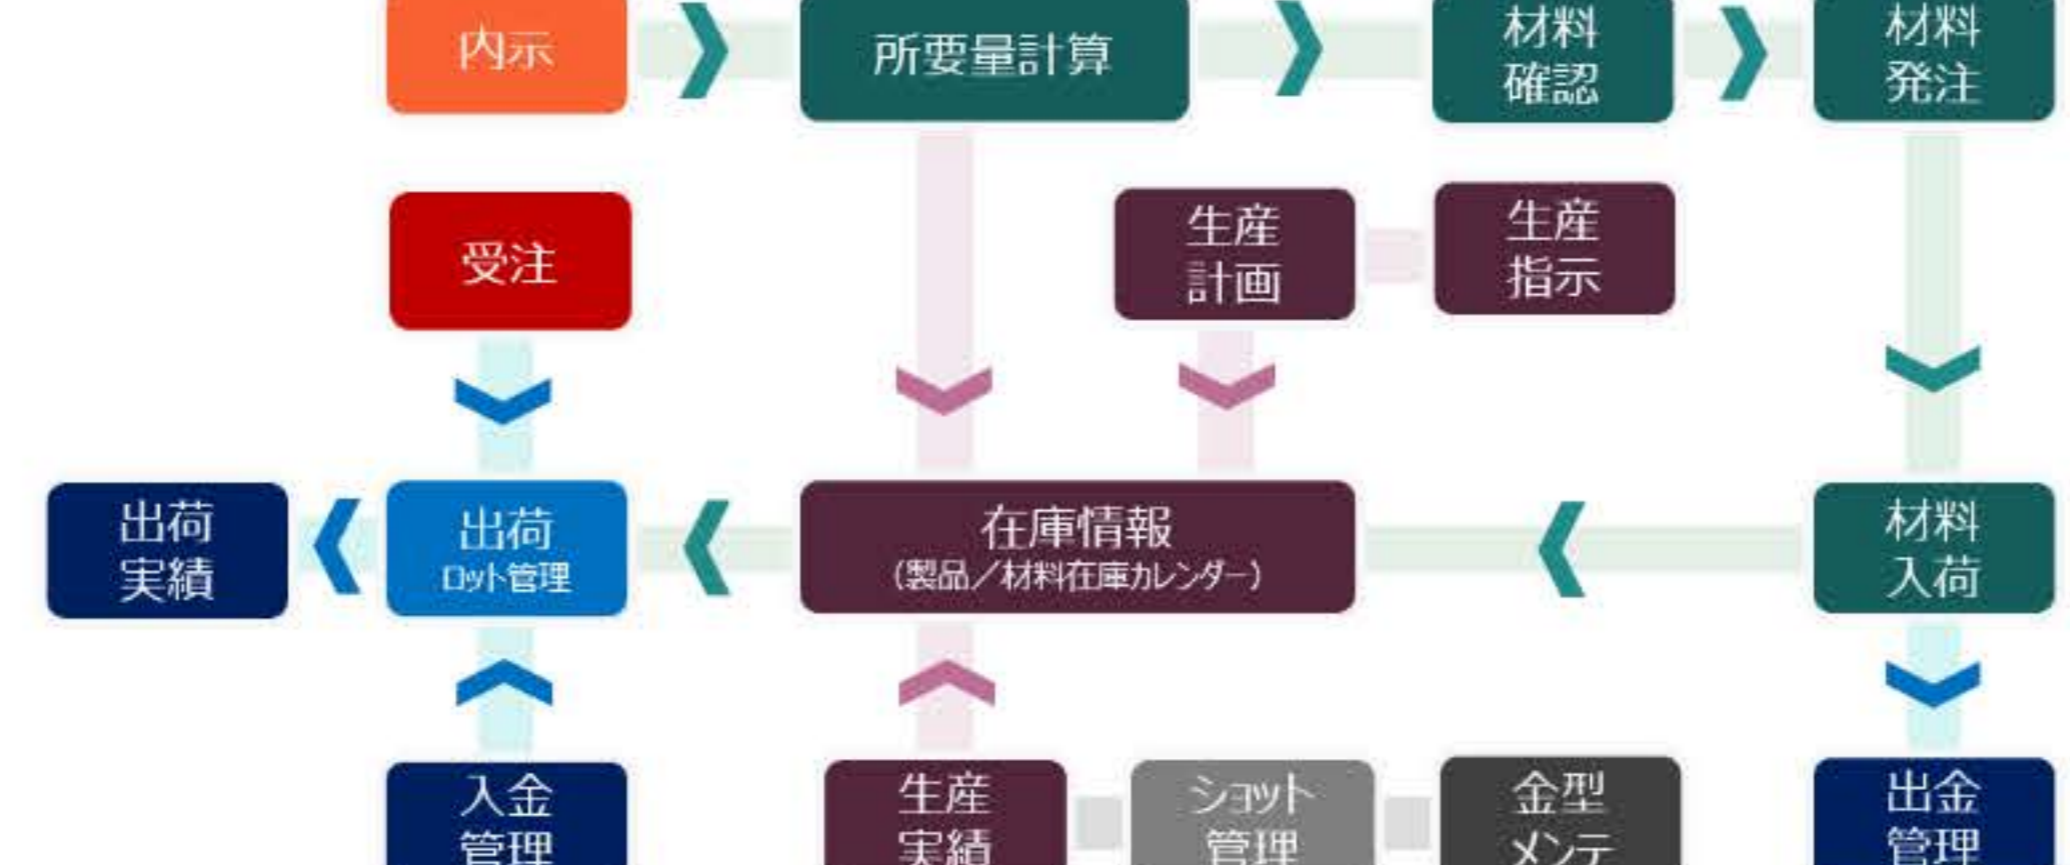 内示
所要量計算
材料
確認
材料
発注
受注
生産
計画
生産
指示
出荷
実績
出荷
ロット管理
在庫情報
（製品／材料在庫カレンダー）
材料
入荷
入金
管理
生産
実績
ショット
管理
金型
メンテ
出金
管理